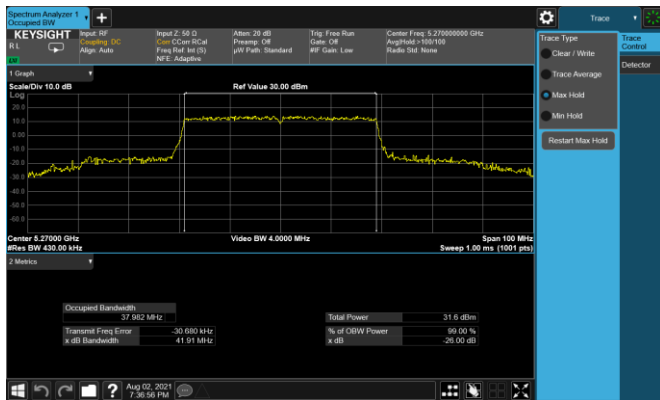 Spectrum Analyzer 1
Occupied BW
+
KEYSIGHT
R L
Input: RF
Coupling: DC
Align: Auto
Input Z: 50 Ω
Corr CCorr RCal
Freq Ref: Int (S)
NFE: Adaptive
Atten: 20 dB
Preamp: Off
µW Path: Standard
Trig: Free Run
Gate: Off
#IF Gain: Low
Center Freq: 5.270000000 GHz
Avg|Hold:>100/100
Radio Std: None
1 Graph
Scale/Div 10.0 dB
Ref Value 30.00 dBm
Log
20.0
10.0
0.00
-10.0
-20.0
-30.0
-40.0
-50.0
-60.0
Center 5.27000 GHz
#Res BW 430.00 kHz
Video BW 4.0000 MHz
Span 100 MHz
Sweep 1.00 ms (1001 pts)
2 Metrics
Occupied Bandwidth
37.982 MHz
Transmit Freq Error -30.680 kHz
x dB Bandwidth 41.91 MHz
Total Power 31.6 dBm
% of OBW Power 99.00 %
x dB -26.00 dB
?
Aug 02, 2021
7:36:56 PM
Trace
Trace Type
Clear / Write
Trace Average
Max Hold
Min Hold
Restart Max Hold
Trace
Control
Detector